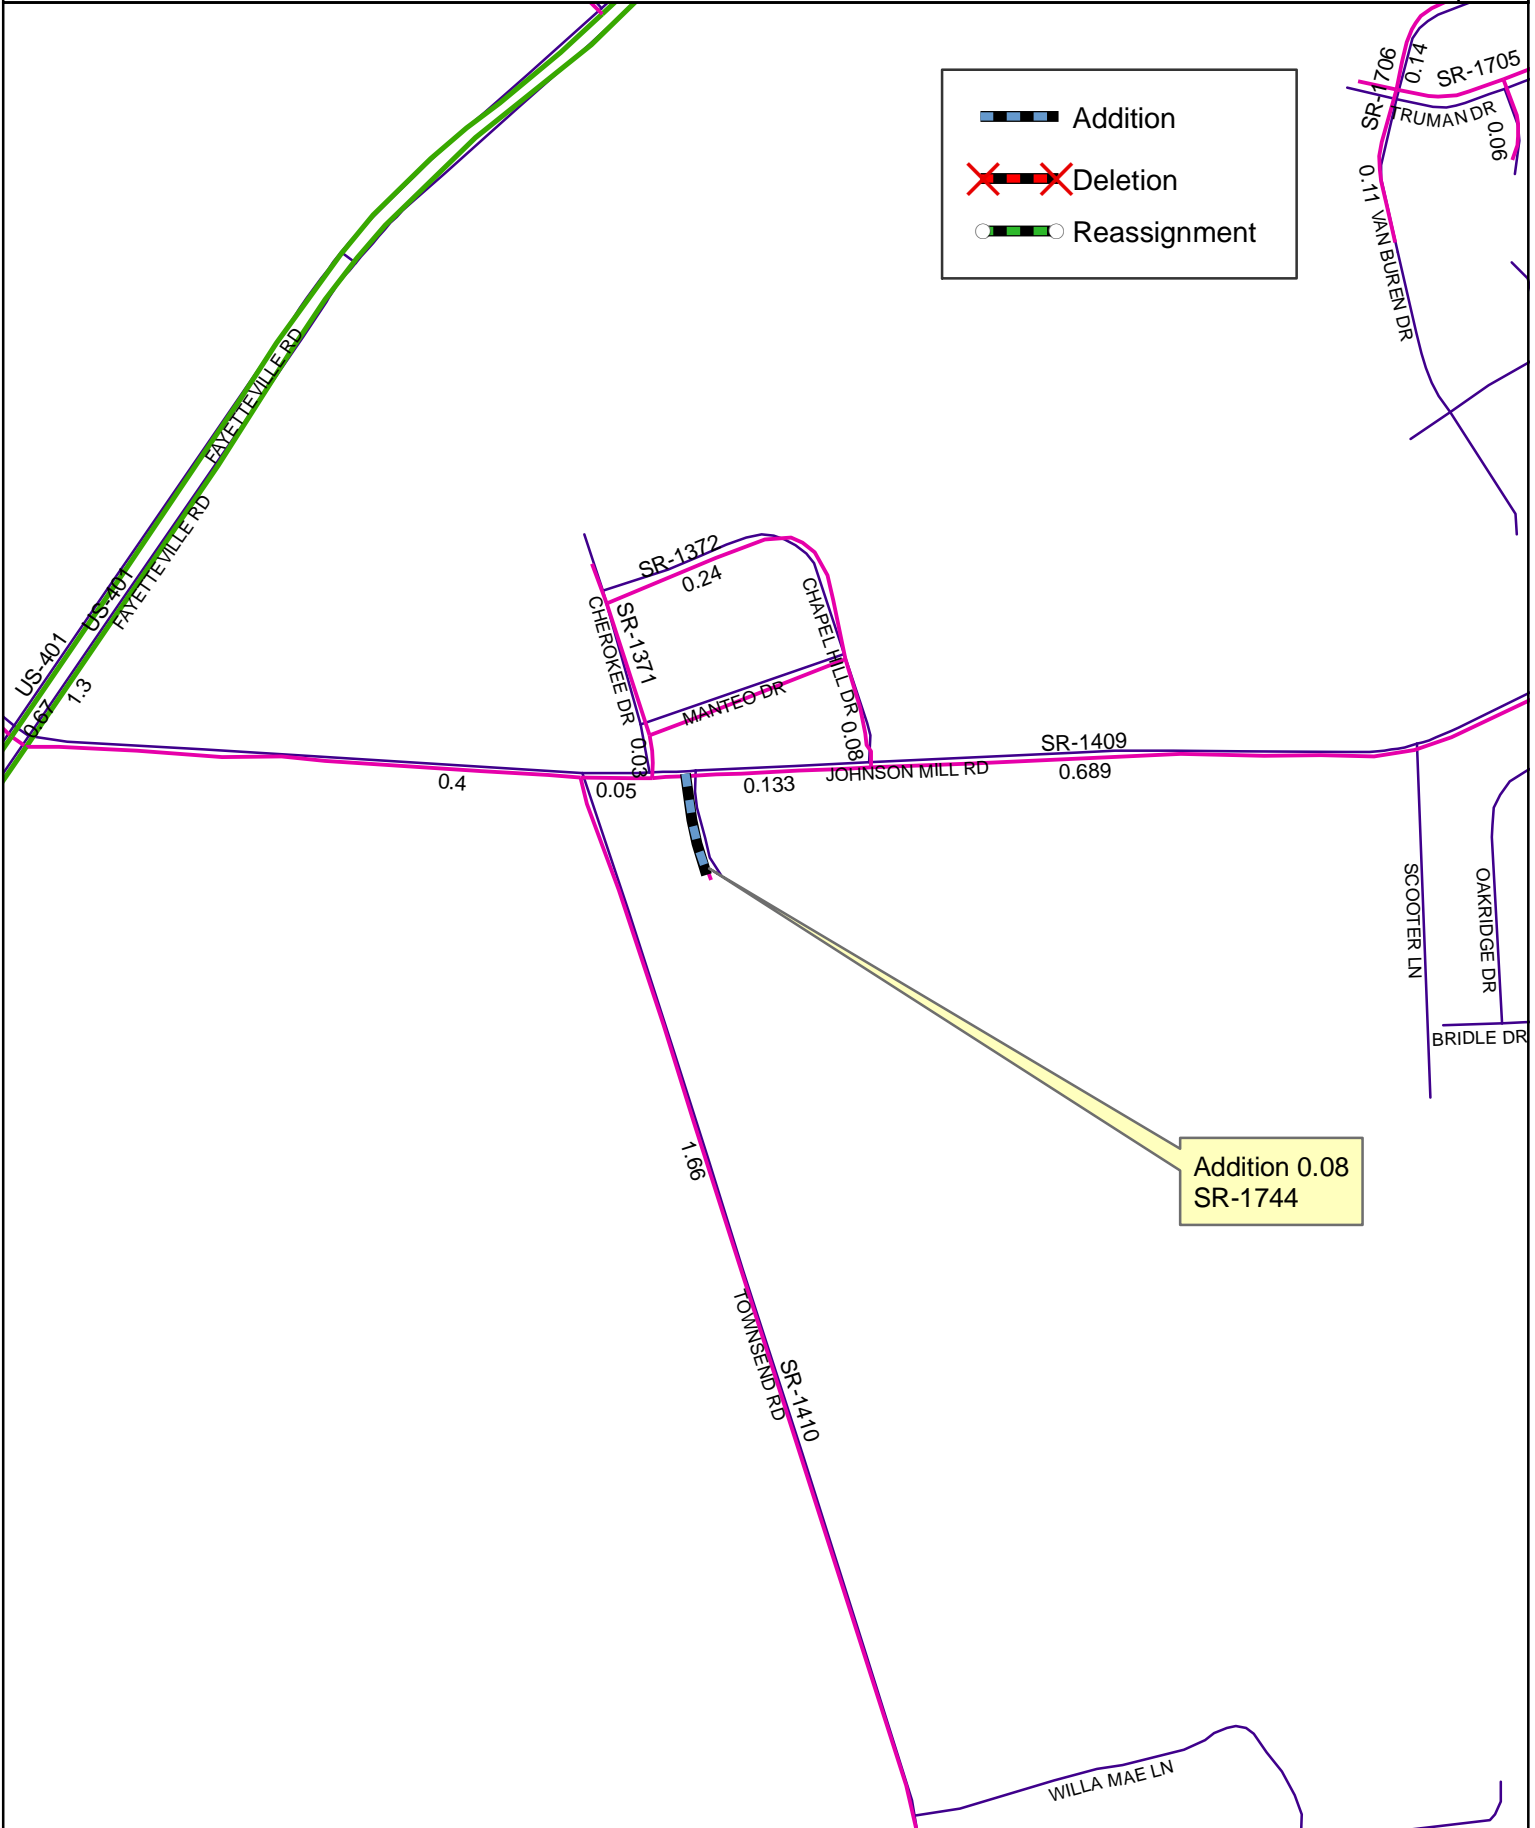 Addition
Deletion
Reassignment
SR-1706
0.14
SR-1705
TRUMAN DR
0.06
0.11
VAN BUREN DR
FAYETTEVILLE RD
FAYETTEVILLE RD
US-401
US-401
0.67
1.3
SR-1372
0.24
CHEROKEE DR
SR-1371
CHAPEL HILL DR
MANTEO DR
0.03
0.08
SR-1409
JOHNSON MILL RD
0.4
0.05
0.133
0.689
SCOOTER LN
OAKRIDGE DR
BRIDLE DR
1.66
Addition 0.08
SR-1744
TOWNSEND RD
SR-1410
WILLA MAE LN